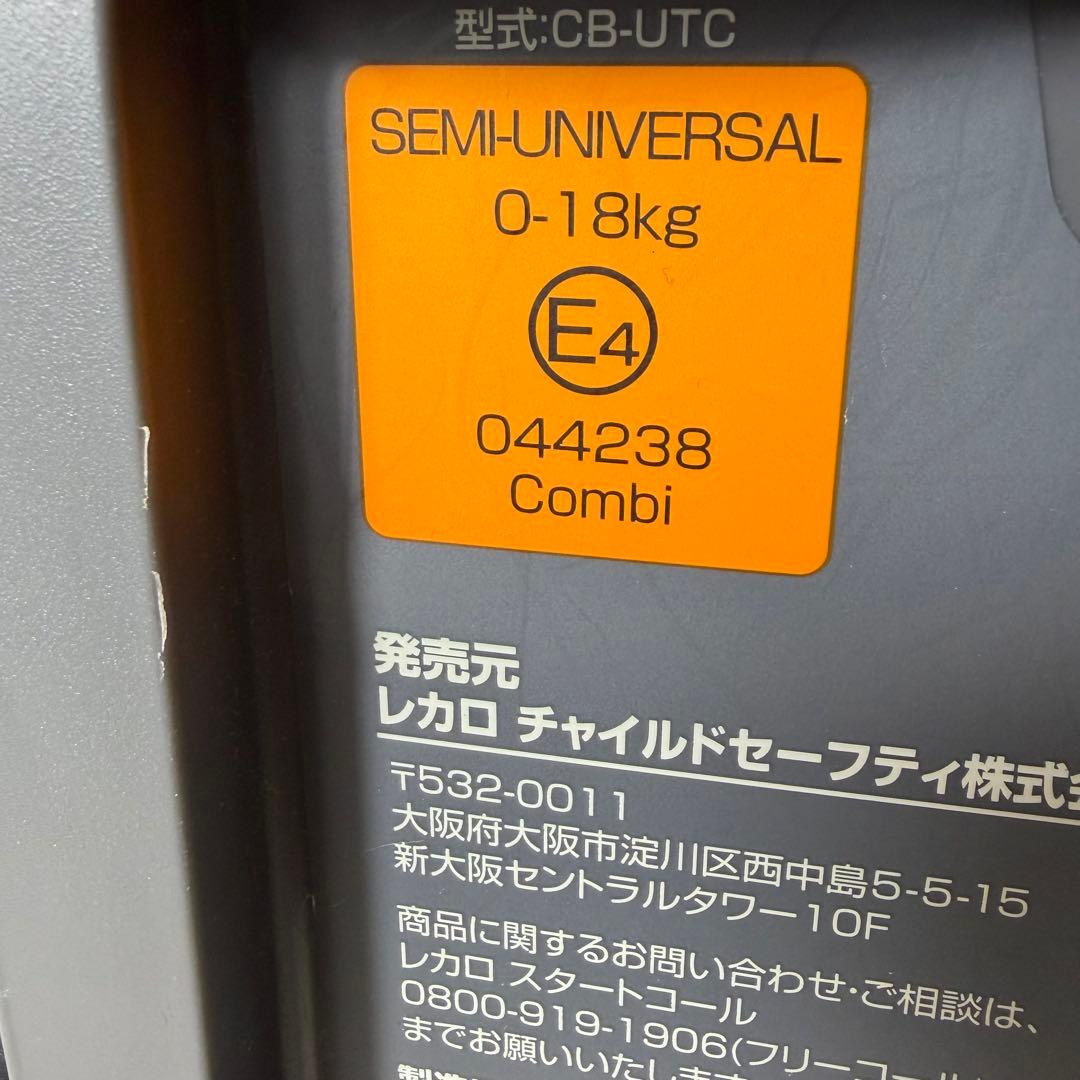 型式:CB-UTC
SEMI-UNIVERSAL
0-18kg
E4
044238
Combi
発売元
レカロ チャイルドセーフティ株式
〒532-0011
大阪府大阪市淀川区西中島5-5-15
新大阪セントラルタワー10F
商品に関するお問い合わせ・ご相談は、
レカロ スタートコール
0800-919-1906(フリーコール
までお願いいたします